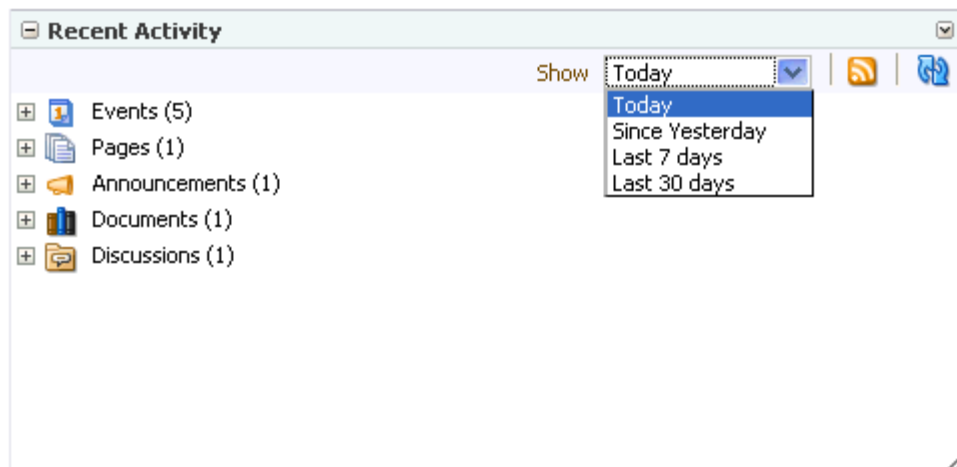 Recent Activity
Show Today
Today
Since Yesterday
Last 7 days
Last 30 days
Events (5)
Pages (1)
Announcements (1)
Documents (1)
Discussions (1)